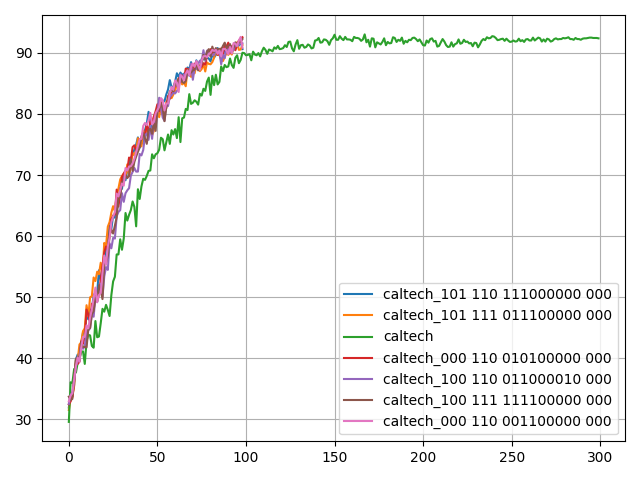 90
80
70
60
50
40
30
0
50
100
150
200
250
300
caltech_101 110 111000000 000
caltech_101 111 011100000 000
caltech
caltech_000 110 010100000 000
caltech_100 110 011000010 000
caltech_100 111 111100000 000
caltech_000 110 001100000 000